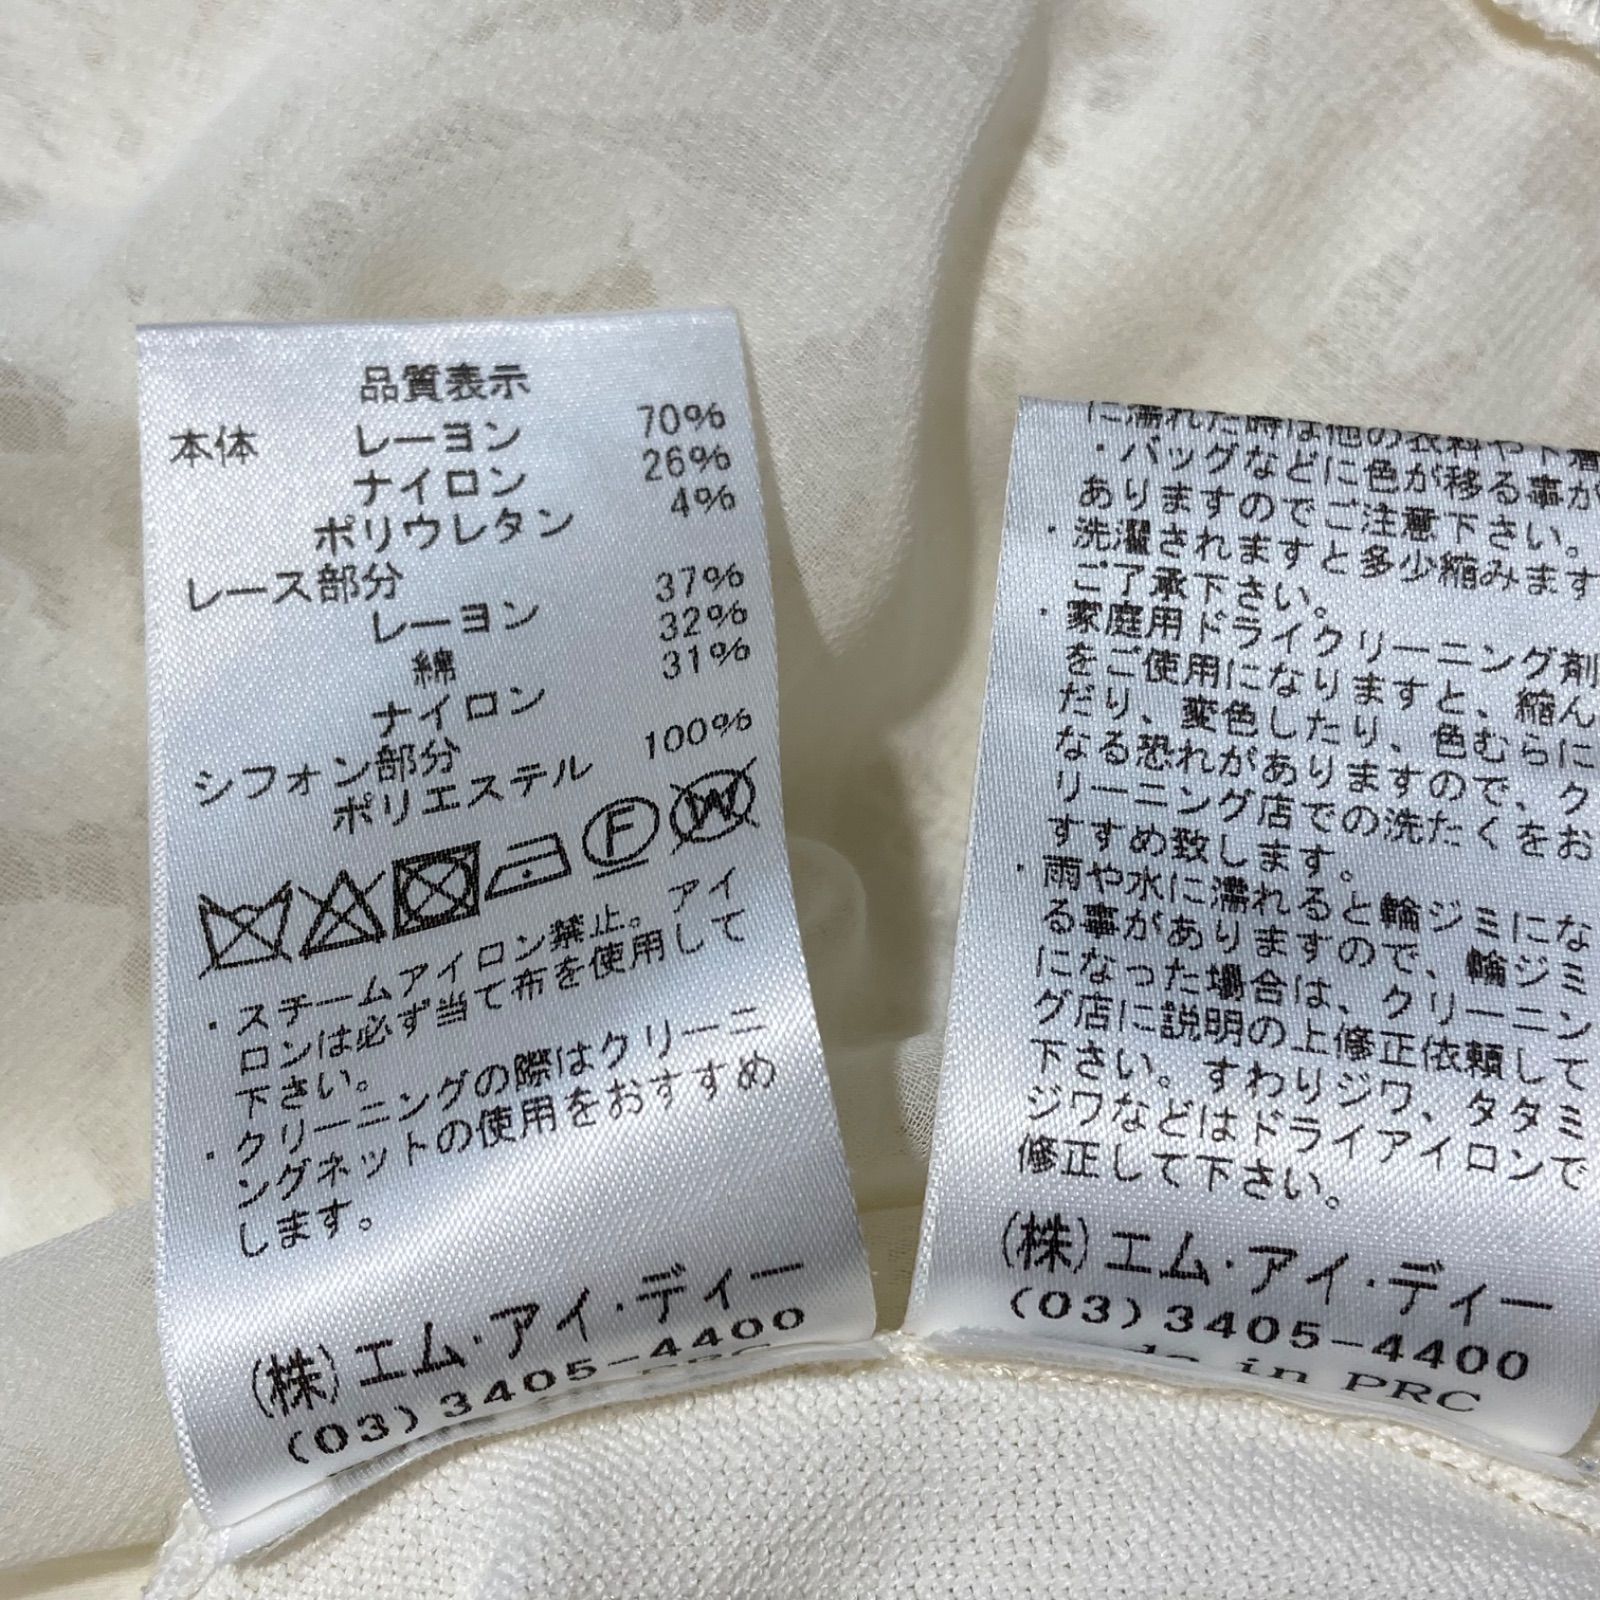 品質表示
本体 レーヨン 70%
ナイロン 26%
ポリウレタン 4%
レース部分
レーヨン 37%
綿 32%
ナイロン 31%
シフォン部分
ポリエステル 100%
F W
・スチームアイロン禁止。アイ
ロンは必ず当て布を使用して
下さい。
・クリーニングの際はクリーニ
ングネットの使用をおすすめ
します。
(株)エム・アイ・ディー
(03)3405-4400
に濡れた時は他の衣料や下着
・バッグなどに色が移る事が
ありますのでご注意下さい。
・洗濯されますと多少縮みます
ご了承下さい。
・家庭用ドライクリーニング剤
をご使用になりますと、縮ん
だり、変色したり、色むらに
なる恐れがありますので、ク
リーニング店での洗たくをお
すすめ致します。
・雨や水に濡れると輪ジミにな
る事がありますので、輪ジミ
になった場合は、クリーニン
グ店に説明の上修正依頼して
下さい。すわりジワ、タタミ
ジワなどはドライアイロンで
修正して下さい。
(株)エム・アイ・ディー
(03)3405-4400
in PRC